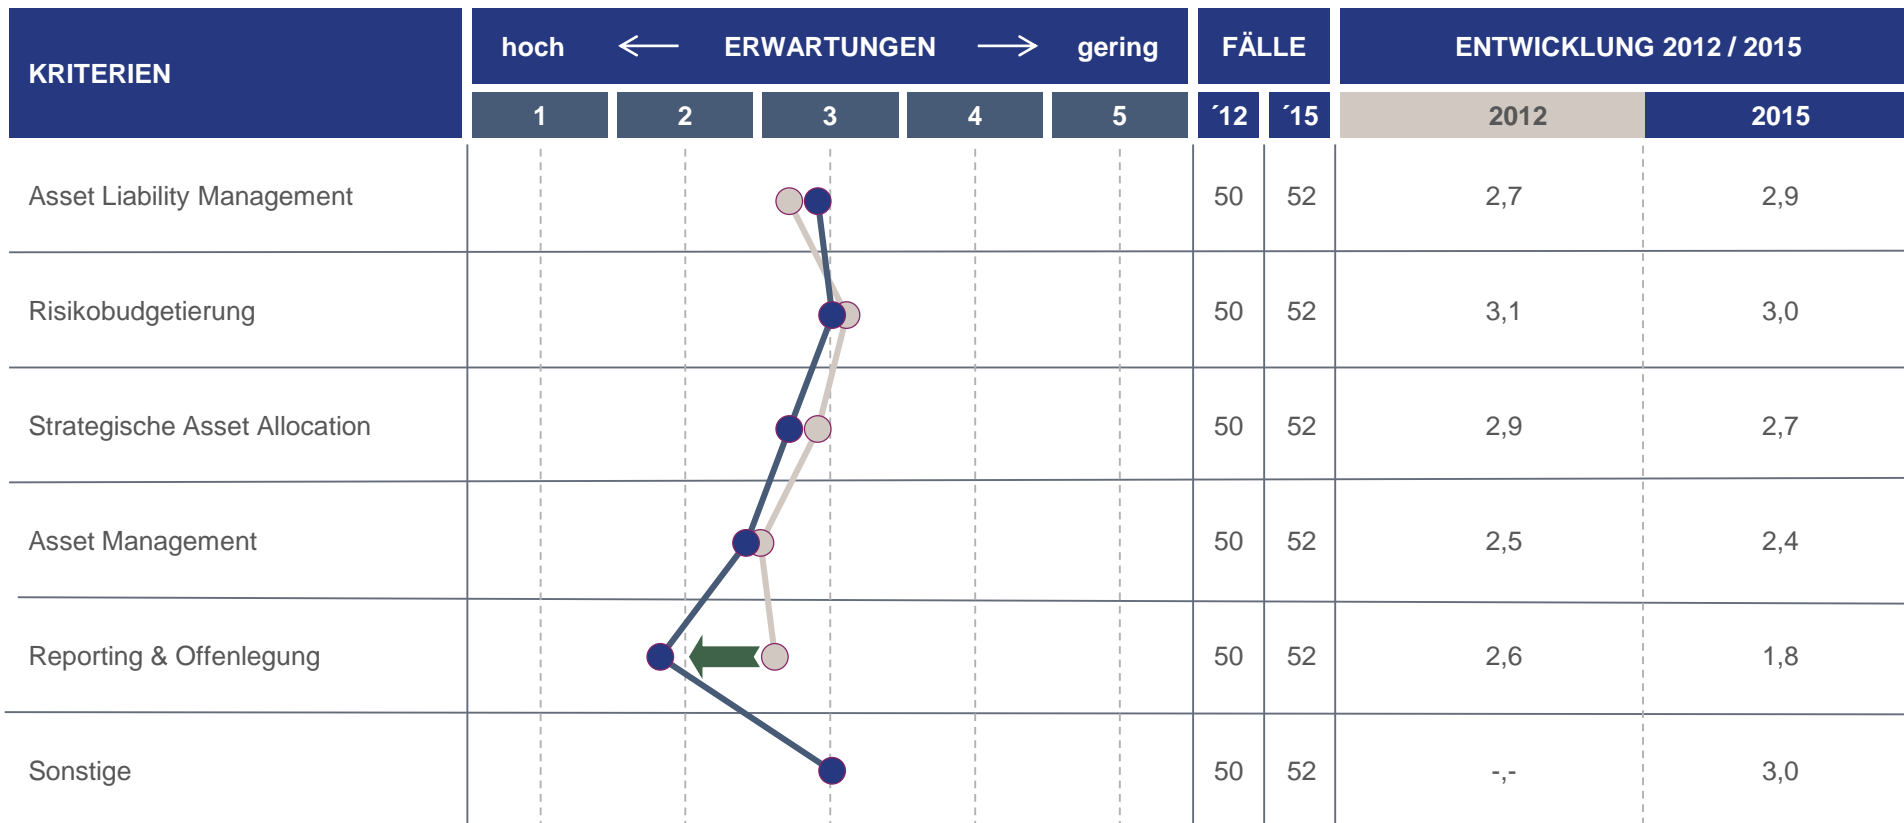 KRITERIEN
hoch ← ERWARTUNGEN → gering
FÄLLE
ENTWICKLUNG 2012 / 2015
1 2 3 4 5 ´12 ´15 2012 2015
Asset Liability Management 50 52 2,7 2,9
Risikobudgetierung 50 52 3,1 3,0
Strategische Asset Allocation 50 52 2,9 2,7
Asset Management 50 52 2,5 2,4
Reporting & Offenlegung 50 52 2,6 1,8
Sonstige 50 52 -,- 3,0